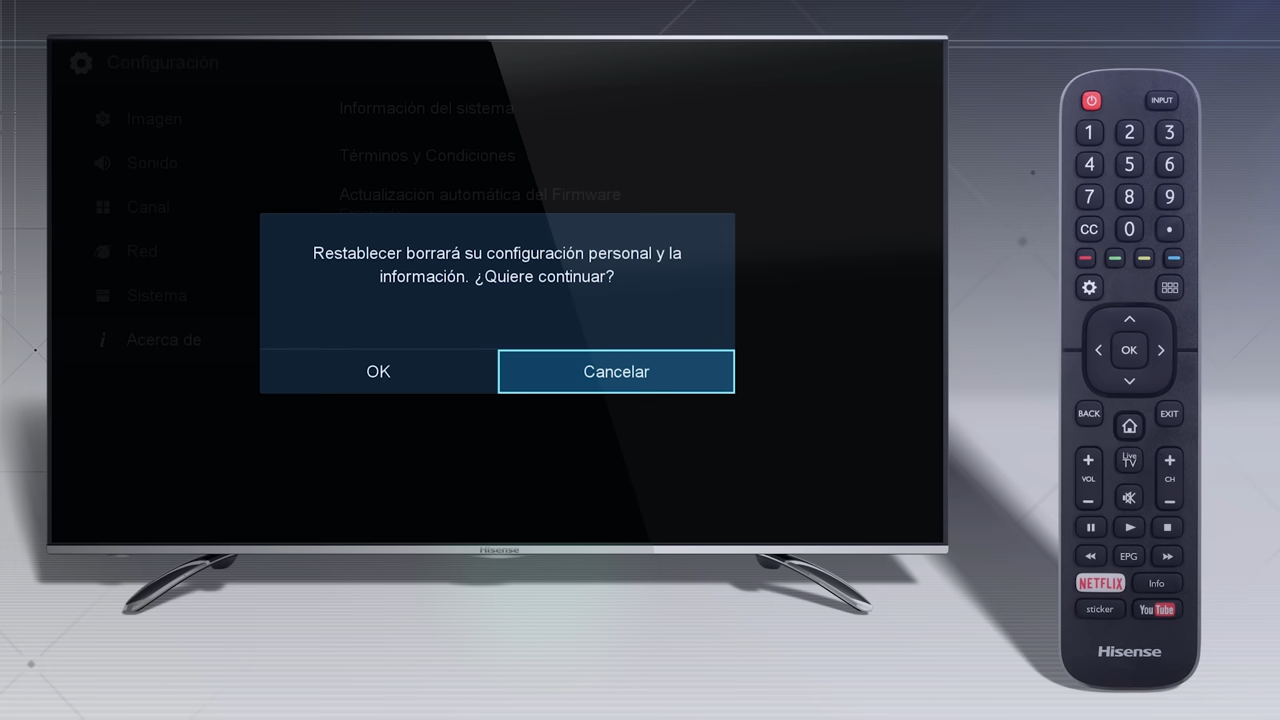 Configuración
Imagen
Sonido
Canal
Red
Sistema
Acerca de
Información del sistema
Términos y Condiciones
Actualización automática del Firmware
Restablecer borrará su configuración personal y la
información. ¿Quiere continuar?
OK
Cancelar
Hisense
INPUT
1 2 3
4 5 6
7 8 9
CC 0
OK
BACK
EXIT
+ Live TV +
VOL CH
EPG
NETFLIX Info
sticker YouTube
Hisense